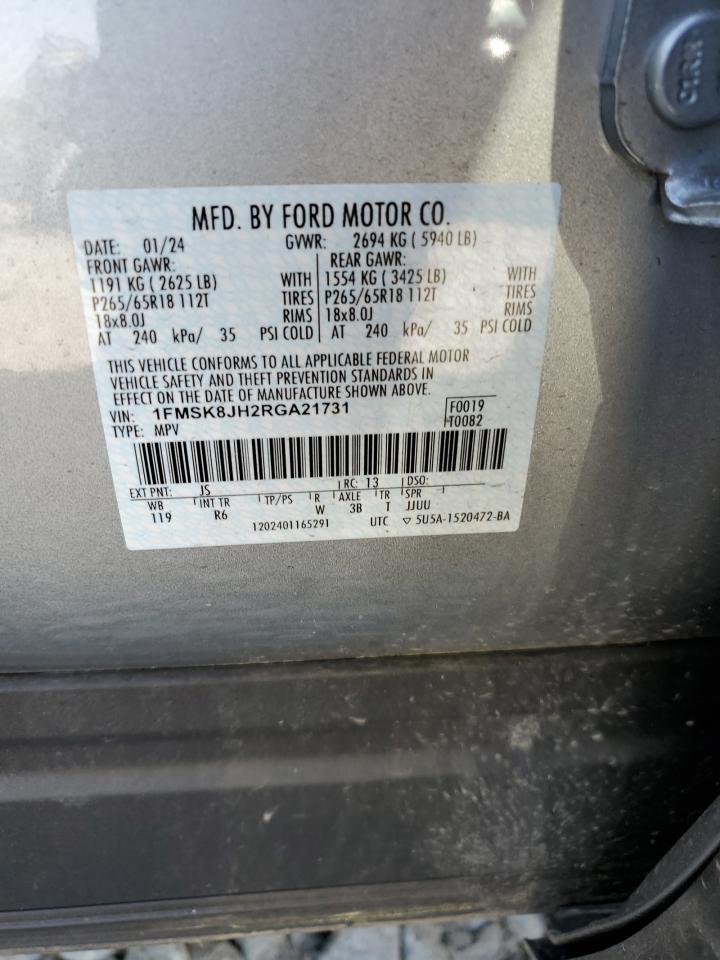 MFD. BY FORD MOTOR CO.
DATE: 01/24 GVWR: 2694 KG ( 5940 LB)
FRONT GAWR: REAR GAWR:
1191 KG ( 2625 LB) WITH 1554 KG ( 3425 LB) WITH
P265/65R18 112T TIRES P265/65R18 112T TIRES
18x8.0J RIMS 18x8.0J RIMS
AT 240 kPa/ 35 PSI COLD AT 240 kPa/ 35 PSI COLD
THIS VEHICLE CONFORMS TO ALL APPLICABLE FEDERAL MOTOR
VEHICLE SAFETY AND THEFT PREVENTION STANDARDS IN
EFFECT ON THE DATE OF MANUFACTURE SHOWN ABOVE.
VIN: 1FMSK8JH2RGA21731 F0019
TYPE: MPV T0082
EXT PNT: JS RC: 13 DSO:
WB INT TR TP/PS R AXLE TR SPR
119 R6 W 3B T JJUU
1202401165291 UTC ▽ 5U5A-1520472-BA